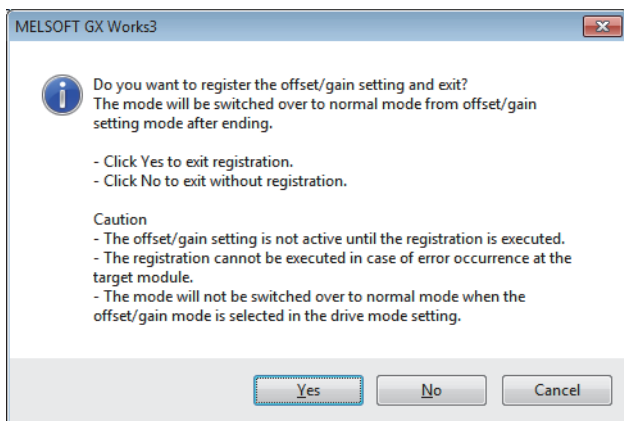 MELSOFT GX Works3
Do you want to register the offset/gain setting and exit?
The mode will be switched over to normal mode from offset/gain
setting mode after ending.
- Click Yes to exit registration.
- Click No to exit without registration.
Caution
- The offset/gain setting is not active until the registration is executed.
- The registration cannot be executed in case of error occurrence at the
target module.
- The mode will not be switched over to normal mode when the
offset/gain mode is selected in the drive mode setting.
Yes No Cancel